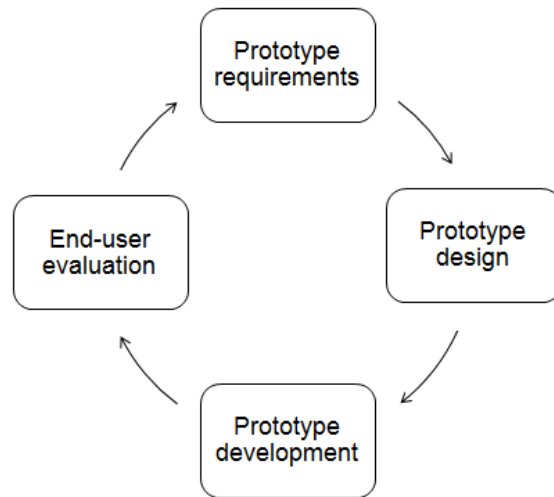 Prototype
requirements
Prototype
design
Prototype
development
End-user
evaluation